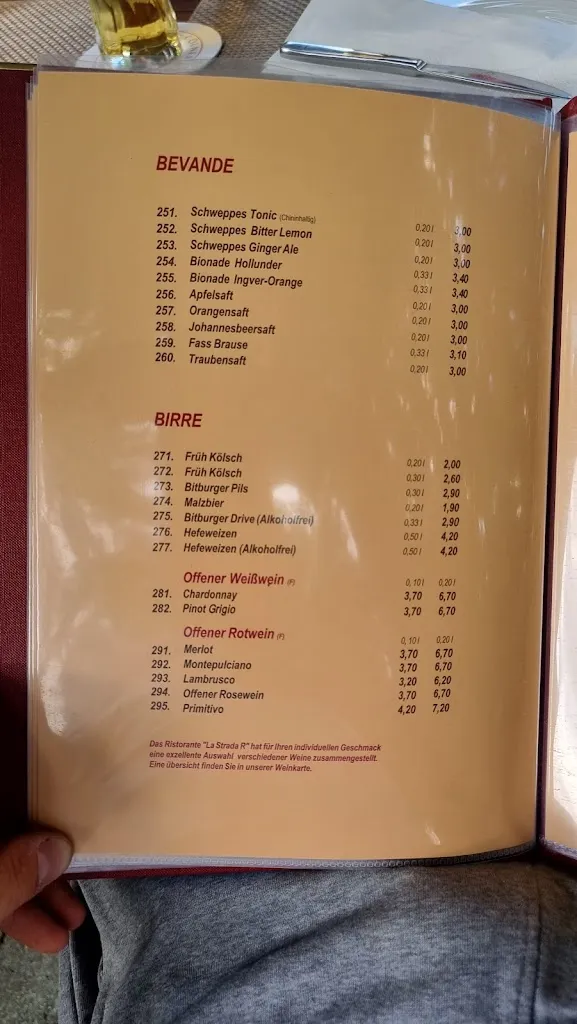 BEVANDE
251. Schweppes Tonic (Chininhaltig) 0,20 l 3,00
252. Schweppes Bitter Lemon 0,20 l 3,00
253. Schweppes Ginger Ale 0,20 l 3,00
254. Bionade Hollunder 0,33 l 3,40
255. Bionade Ingver-Orange 0,33 l 3,40
256. Apfelsaft 0,20 l 3,00
257. Orangensaft 0,20 l 3,00
258. Johannesbeersaft 0,20 l 3,00
259. Fass Brause 0,33 l 3,10
260. Traubensaft 0,20 l 3,00
BIRRE
271. Früh Kölsch 0,20 l 2,00
272. Früh Kölsch 0,30 l 2,60
273. Bitburger Pils 0,30 l 2,90
274. Malzbier 0,20 l 1,90
275. Bitburger Drive (Alkoholfrei) 0,33 l 2,90
276. Hefeweizen 0,50 l 4,20
277. Hefeweizen (Alkoholfrei) 0,50 l 4,20
Offener Weißwein (F) 0,10 l 0,20 l
281. Chardonnay 3,70 6,70
282. Pinot Grigio 3,70 6,70
Offener Rotwein (F) 0,10 l 0,20 l
291. Merlot 3,70 6,70
292. Montepulciano 3,70 6,70
293. Lambrusco 3,20 6,20
294. Offener Rosewein 3,70 6,70
295. Primitivo 4,20 7,20
Das Ristorante "La Strada R" hat für Ihren individuellen Geschmack
eine exzellente Auswahl verschiedener Weine zusammengestellt.
Eine übersicht finden Sie in unserer Weinkarte.